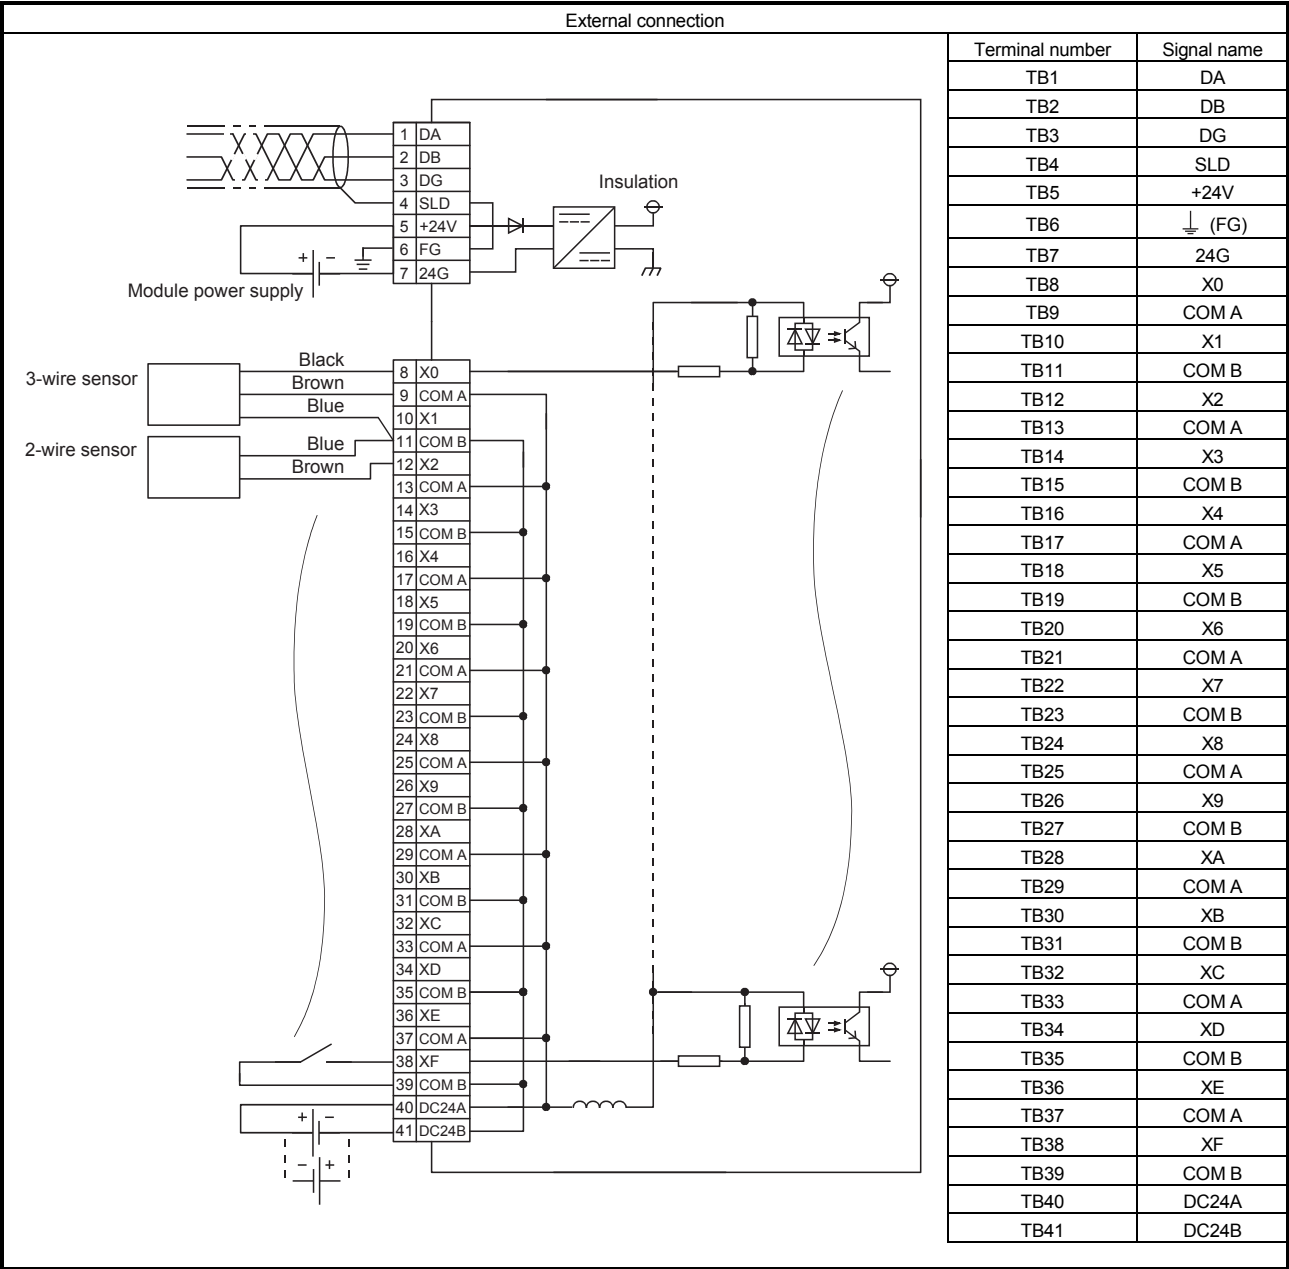 External connection
Terminal number Signal name
TB1 DA
TB2 DB
TB3 DG
TB4 SLD
TB5 +24V
TB6 (FG)
TB7 24G
TB8 X0
TB9 COM A
TB10 X1
TB11 COM B
TB12 X2
TB13 COM A
TB14 X3
TB15 COM B
TB16 X4
TB17 COM A
TB18 X5
TB19 COM B
TB20 X6
TB21 COM A
TB22 X7
TB23 COM B
TB24 X8
TB25 COM A
TB26 X9
TB27 COM B
TB28 XA
TB29 COM A
TB30 XB
TB31 COM B
TB32 XC
TB33 COM A
TB34 XD
TB35 COM B
TB36 XE
TB37 COM A
TB38 XF
TB39 COM B
TB40 DC24A
TB41 DC24B
1 DA
2 DB
3 DG
4 SLD
5 +24V
6 FG
7 24G
Insulation
+ −
Module power supply
3-wire sensor
Black
Brown
Blue
2-wire sensor
Blue
Brown
8 X0
9 COM A
10 X1
11 COM B
12 X2
13 COM A
14 X3
15 COM B
16 X4
17 COM A
18 X5
19 COM B
20 X6
21 COM A
22 X7
23 COM B
24 X8
25 COM A
26 X9
27 COM B
28 XA
29 COM A
30 XB
31 COM B
32 XC
33 COM A
34 XD
35 COM B
36 XE
37 COM A
38 XF
39 COM B
40 DC24A
41 DC24B
+ −
− +